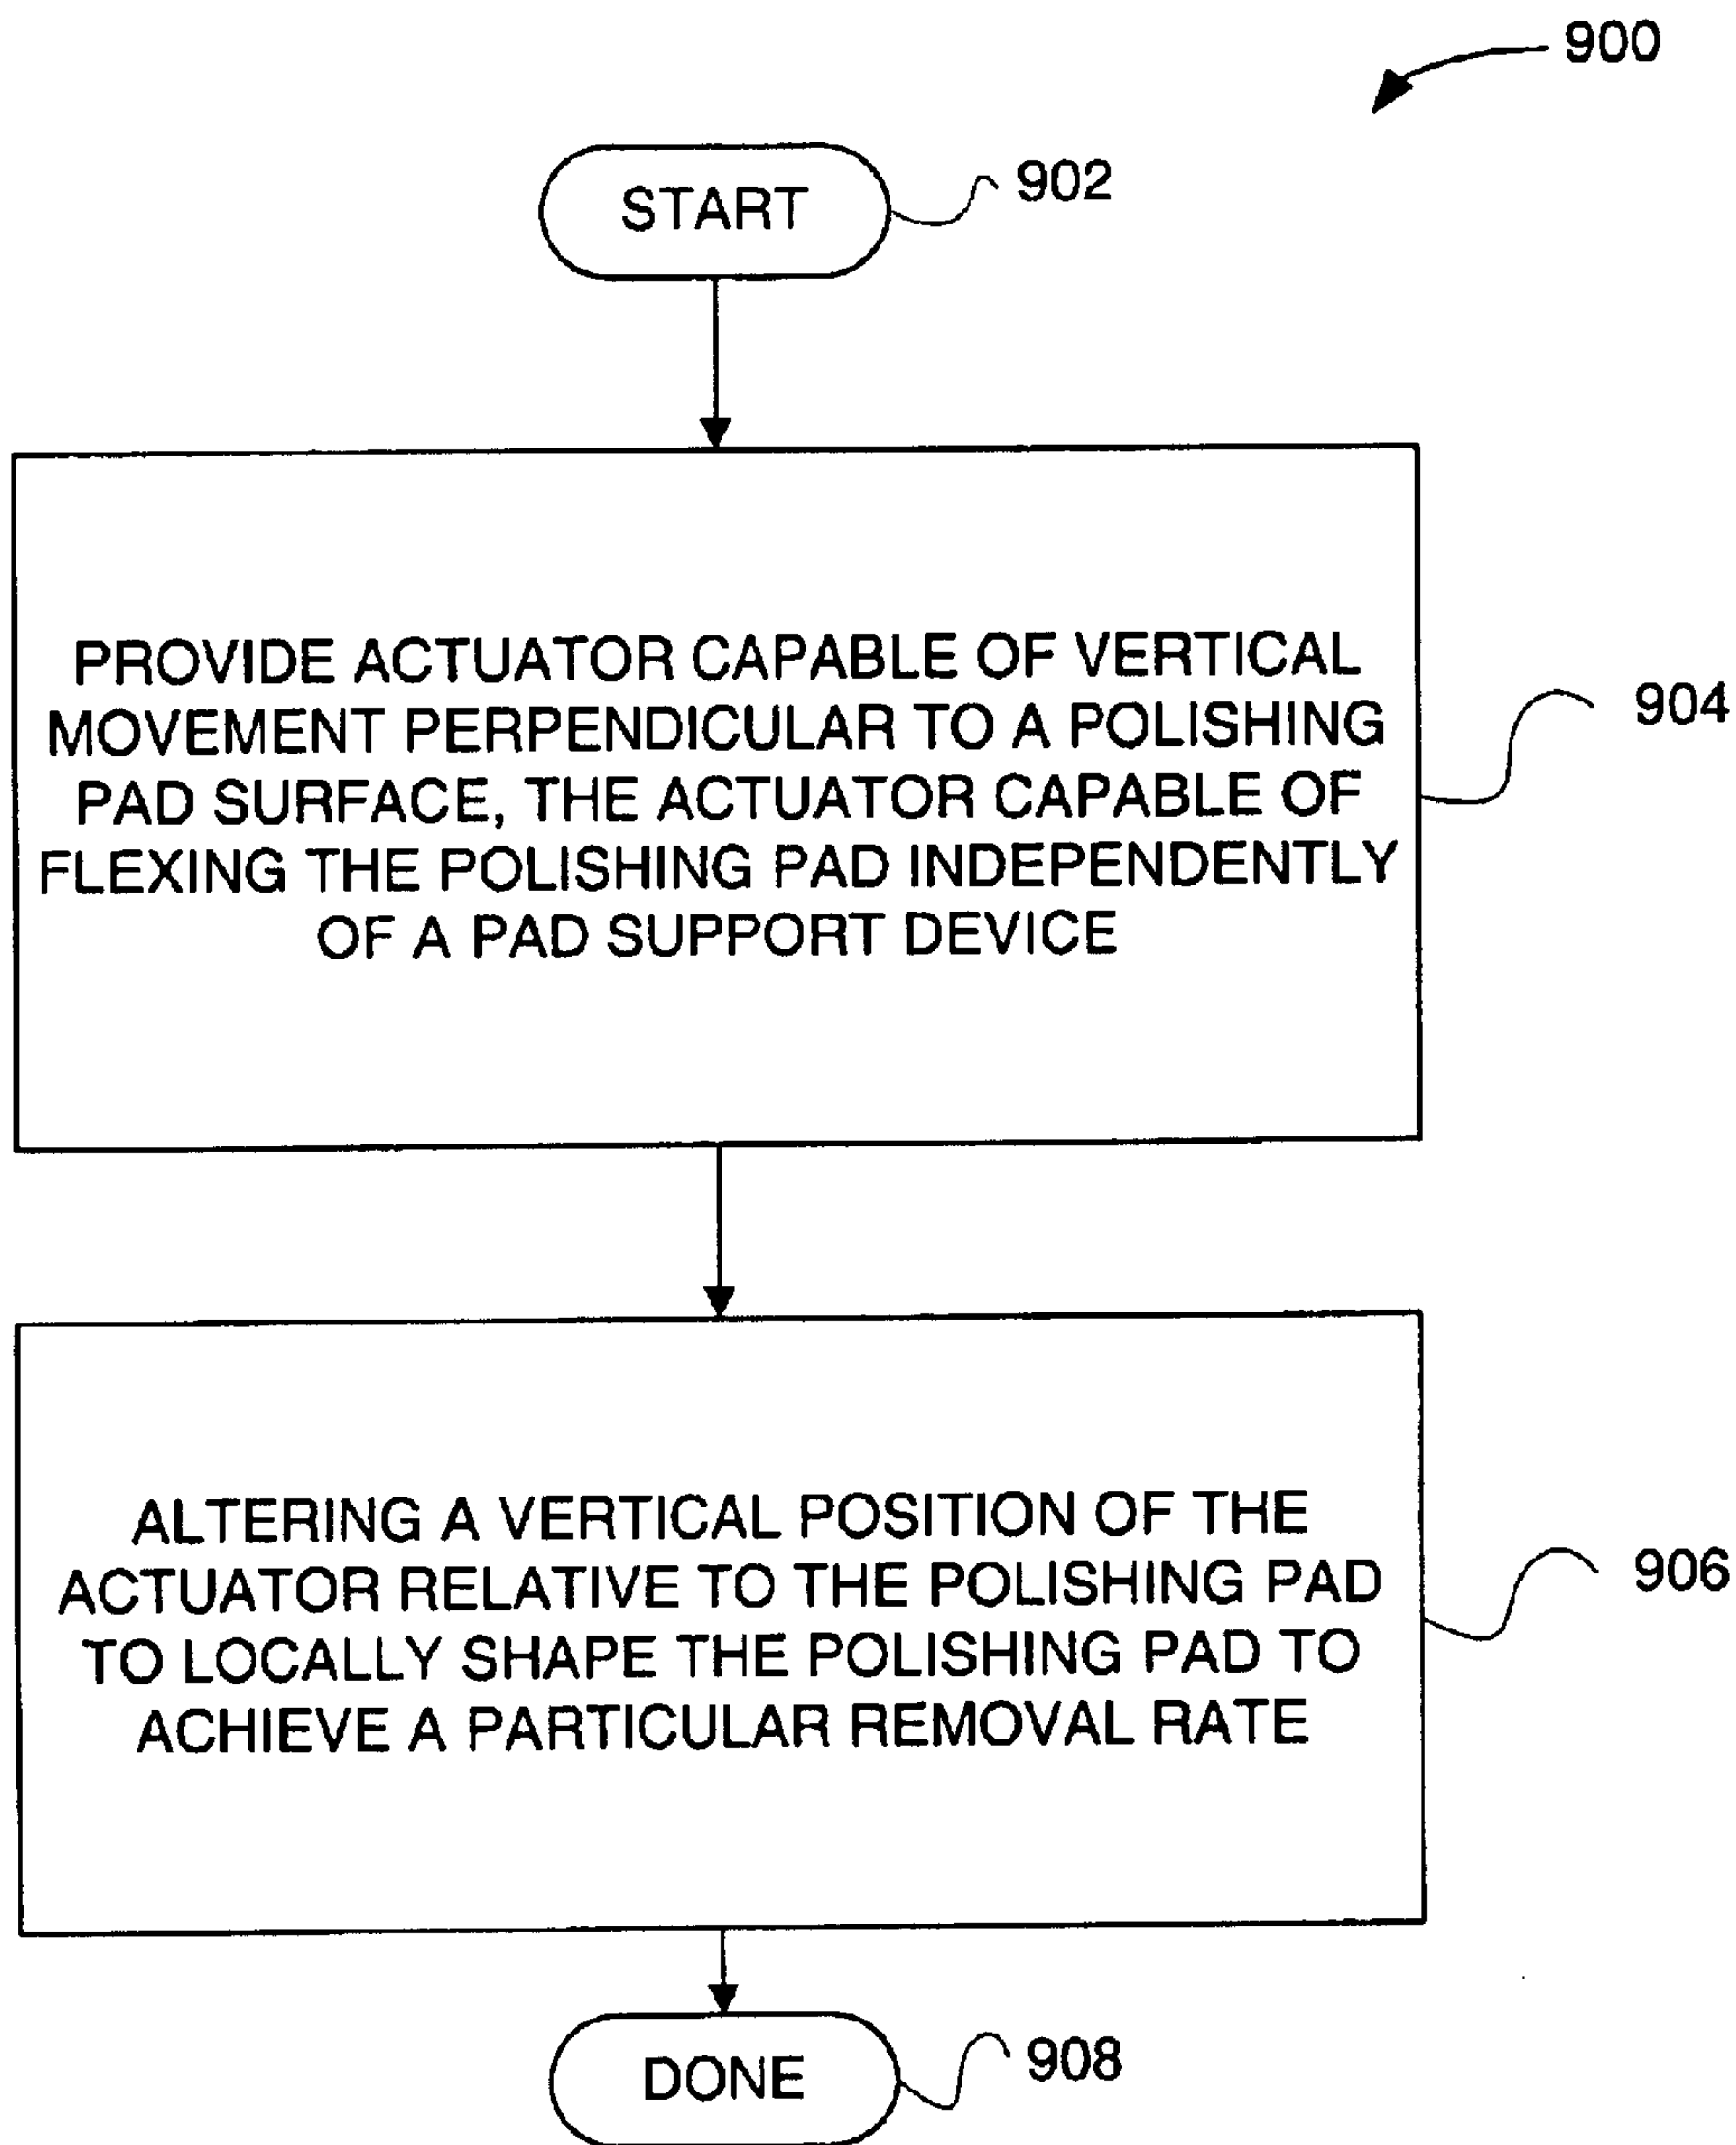 900
START
902
PROVIDE ACTUATOR CAPABLE OF VERTICAL
MOVEMENT PERPENDICULAR TO A POLISHING
PAD SURFACE, THE ACTUATOR CAPABLE OF
FLEXING THE POLISHING PAD INDEPENDENTLY
OF A PAD SUPPORT DEVICE
904
ALTERING A VERTICAL POSITION OF THE
ACTUATOR RELATIVE TO THE POLISHING PAD
TO LOCALLY SHAPE THE POLISHING PAD TO
ACHIEVE A PARTICULAR REMOVAL RATE
906
DONE
908